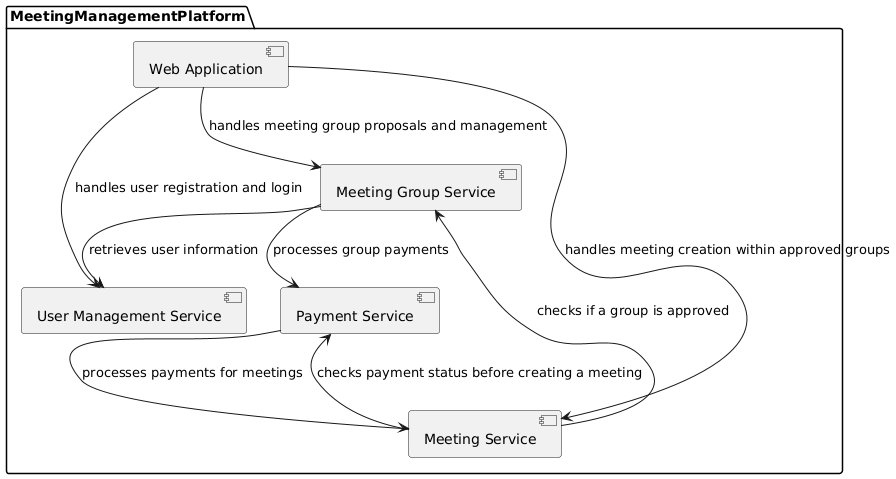 MeetingManagementPlatform
Web Application
handles meeting group proposals and management
handles user registration and login
Meeting Group Service
retrieves user information
processes group payments
handles meeting creation within approved groups
User Management Service
Payment Service
checks if a group is approved
processes payments for meetings
checks payment status before creating a meeting
Meeting Service